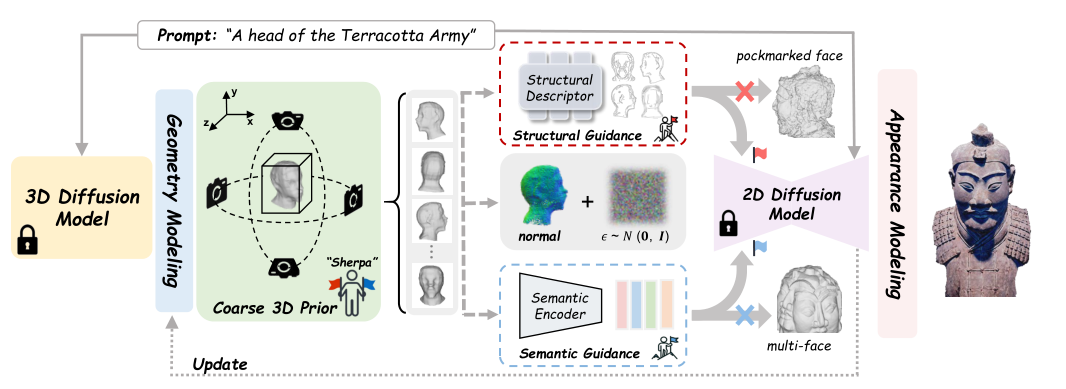 Prompt: “A head of the Terracotta Army”
3D Diffusion
Model
Geometry Modeling
y
z
x
“Sherpa”
Coarse 3D Prior
Structural
Descriptor
Structural Guidance
normal
+
ϵ ~ N (0, I)
Semantic
Encoder
Semantic Guidance
pockmarked face
2D Diffusion
Model
multi-face
Appearance Modeling
Update